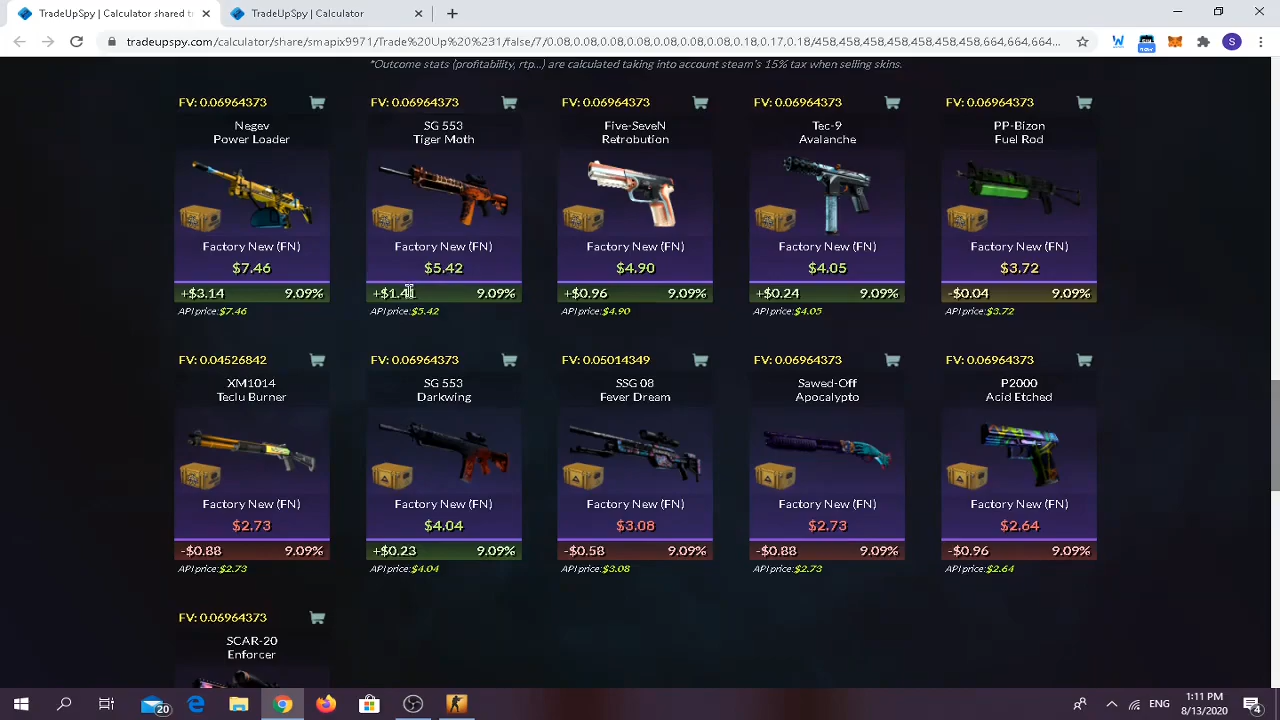 TradeUpSpy | Calculator shared t
TradeUpSpy | Calculator
tradeupspy.com/calculator/share/smapix9971/Trade%20Up%20%231/false/7/0.08,0.08,0.08,0.08,0.08,0.08,0.08,0.18,0.17,0.18/458,458,458,458,458,458,458,664,664,664...
*Outcome stats (profitability, rtp...) are calculated taking into account steam's 15% tax when selling skins.
FV: 0.06964373 FV: 0.06964373 FV: 0.06964373 FV: 0.06964373 FV: 0.06964373
Negev SG 553 Five-SeveN Tec-9 PP-Bizon
Power Loader Tiger Moth Retrobution Avalanche Fuel Rod
Factory New (FN) Factory New (FN) Factory New (FN) Factory New (FN) Factory New (FN)
$7.46 $5.42 $4.90 $4.05 $3.72
+$3.14 9.09% +$1.41 9.09% +$0.96 9.09% +$0.24 9.09% -$0.04 9.09%
API price:$7.46 API price:$5.42 API price:$4.90 API price:$4.05 API price:$3.72
FV: 0.04526842 FV: 0.06964373 FV: 0.05014349 FV: 0.06964373 FV: 0.06964373
XM1014 SG 553 SSG 08 Sawed-Off P2000
Teclu Burner Darkwing Fever Dream Apocalypto Acid Etched
Factory New (FN) Factory New (FN) Factory New (FN) Factory New (FN) Factory New (FN)
$2.73 $4.04 $3.08 $2.73 $2.64
-$0.88 9.09% +$0.23 9.09% -$0.58 9.09% -$0.88 9.09% -$0.96 9.09%
API price:$2.73 API price:$4.04 API price:$3.08 API price:$2.73 API price:$2.64
FV: 0.06964373
SCAR-20
Enforcer
20
ENG
1:11 PM
8/13/2020
4